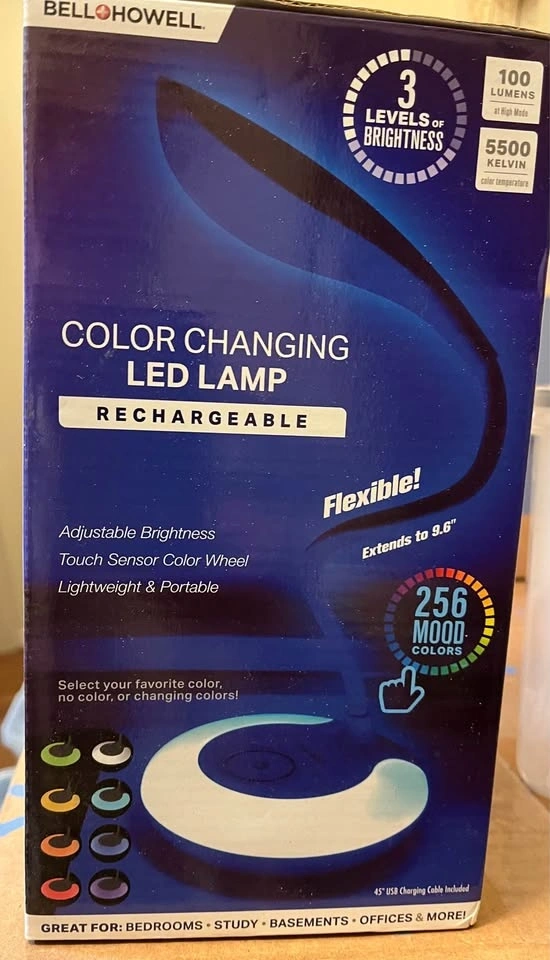 BELL+HOWELL
3
LEVELS OF
BRIGHTNESS
100
LUMENS
at High Mode
5500
KELVIN
color temperature
COLOR CHANGING
LED LAMP
RECHARGEABLE
Flexible!
Extends to 9.6"
Adjustable Brightness
Touch Sensor Color Wheel
Lightweight & Portable
256
MOOD
COLORS
Select your favorite color,
no color, or changing colors!
45" USB Charging Cable Included
GREAT FOR: BEDROOMS • STUDY • BASEMENTS • OFFICES & MORE!